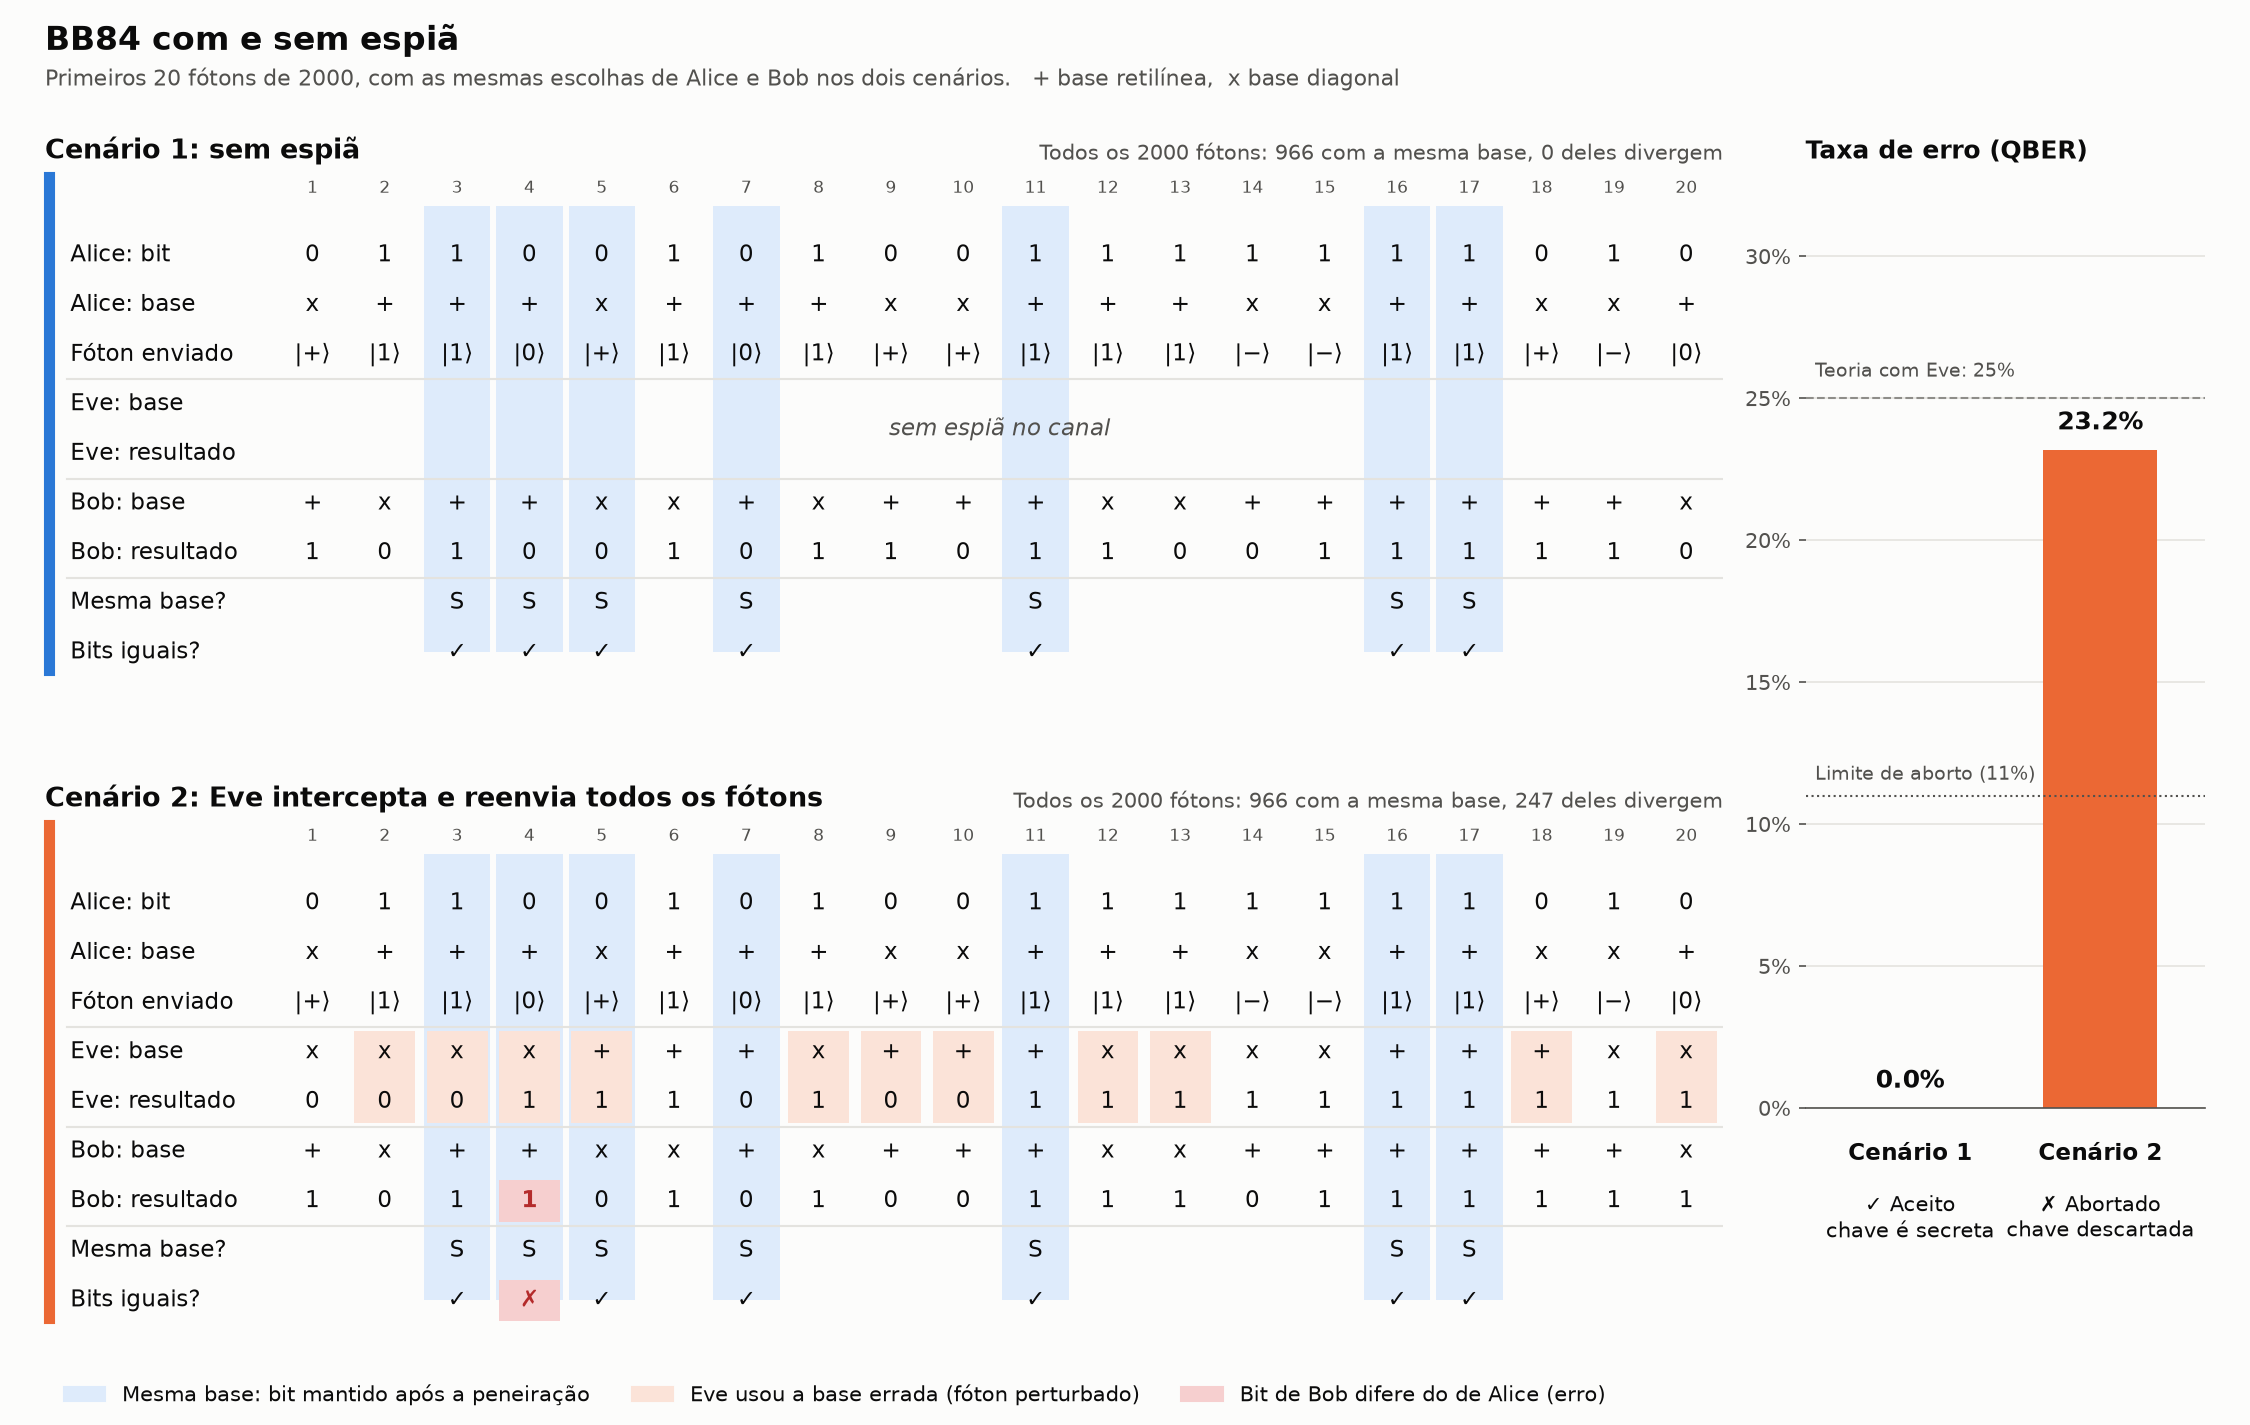 BB84 com e sem espiã
Primeiros 20 fótons de 2000, com as mesmas escolhas de Alice e Bob nos dois cenários.   + base retilínea,  x base diagonal
Cenário 1: sem espiã
Todos os 2000 fótons: 966 com a mesma base, 0 deles divergem
1 2 3 4 5 6 7 8 9 10 11 12 13 14 15 16 17 18 19 20
Alice: bit 0 1 1 0 0 1 0 1 0 0 1 1 1 1 1 1 1 0 1 0
Alice: base x + + + x + + + x x + + + x x + + x x +
Fóton enviado |+⟩ |1⟩ |1⟩ |0⟩ |+⟩ |1⟩ |0⟩ |1⟩ |+⟩ |+⟩ |1⟩ |1⟩ |1⟩ |−⟩ |−⟩ |1⟩ |1⟩ |+⟩ |−⟩ |0⟩
Eve: base
sem espiã no canal
Eve: resultado
Bob: base + x + + x x + x + + + x x + + + + + + x
Bob: resultado 1 0 1 0 0 1 0 1 1 0 1 1 0 0 1 1 1 1 1 0
Mesma base? S S S S S S S
Bits iguais? ✓ ✓ ✓ ✓ ✓ ✓ ✓
Cenário 2: Eve intercepta e reenvia todos os fótons
Todos os 2000 fótons: 966 com a mesma base, 247 deles divergem
1 2 3 4 5 6 7 8 9 10 11 12 13 14 15 16 17 18 19 20
Alice: bit 0 1 1 0 0 1 0 1 0 0 1 1 1 1 1 1 1 0 1 0
Alice: base x + + + x + + + x x + + + x x + + x x +
Fóton enviado |+⟩ |1⟩ |1⟩ |0⟩ |+⟩ |1⟩ |0⟩ |1⟩ |+⟩ |+⟩ |1⟩ |1⟩ |1⟩ |−⟩ |−⟩ |1⟩ |1⟩ |+⟩ |−⟩ |0⟩
Eve: base x x x x + + + x + + + x x x x + + + x x
Eve: resultado 0 0 0 1 1 1 0 1 0 0 1 1 1 1 1 1 1 1 1 1
Bob: base + x + + x x + x + + + x x + + + + + + x
Bob: resultado 1 0 1 1 0 1 0 1 0 0 1 1 1 0 1 1 1 1 1 1
Mesma base? S S S S S S S
Bits iguais? ✓ ✗ ✓ ✓ ✓ ✓ ✓
Mesma base: bit mantido após a peneiração
Eve usou a base errada (fóton perturbado)
Bit de Bob difere do de Alice (erro)
Taxa de erro (QBER)
30%
Teoria com Eve: 25%
25%
23.2%
20%
15%
Limite de aborto (11%)
10%
5%
0.0%
0%
Cenário 1 Cenário 2
✓ Aceito
chave é secreta
✗ Abortado
chave descartada